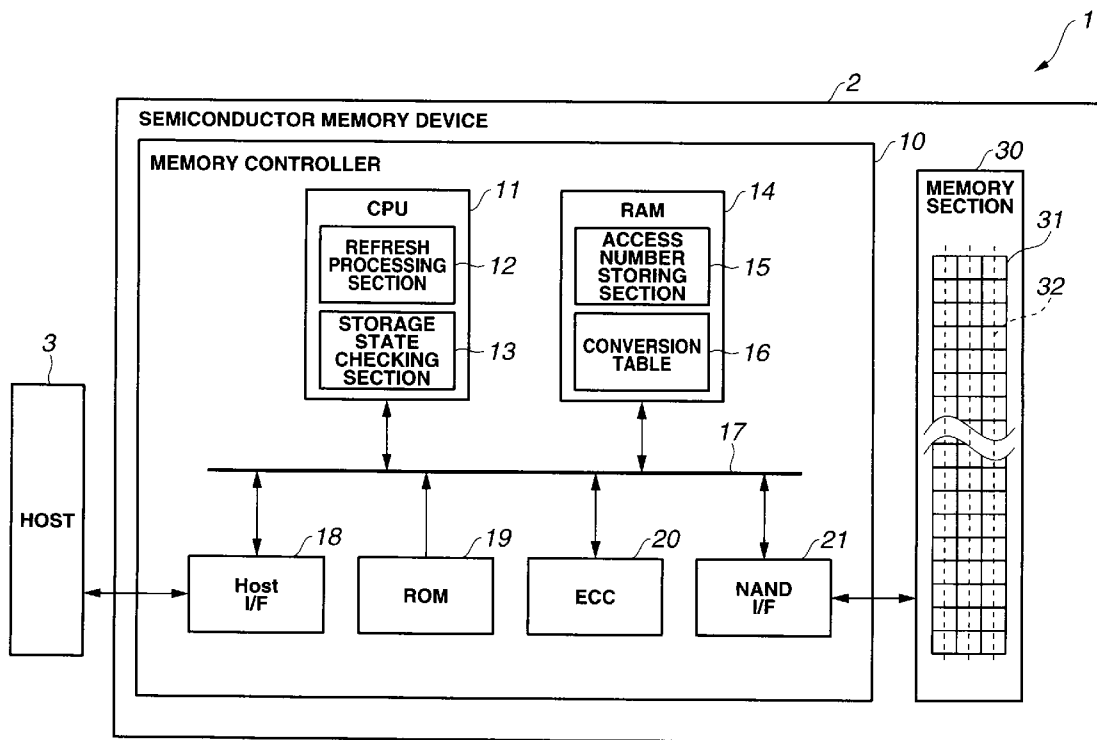 1
2
SEMICONDUCTOR MEMORY DEVICE
10
MEMORY CONTROLLER
30
MEMORY
SECTION
31
32
11
CPU
REFRESH
PROCESSING
SECTION
12
STORAGE
STATE
CHECKING
SECTION
13
14
RAM
ACCESS
NUMBER
STORING
SECTION
15
CONVERSION
TABLE
16
3
HOST
17
18
Host
I/F
19
ROM
20
ECC
21
NAND
I/F